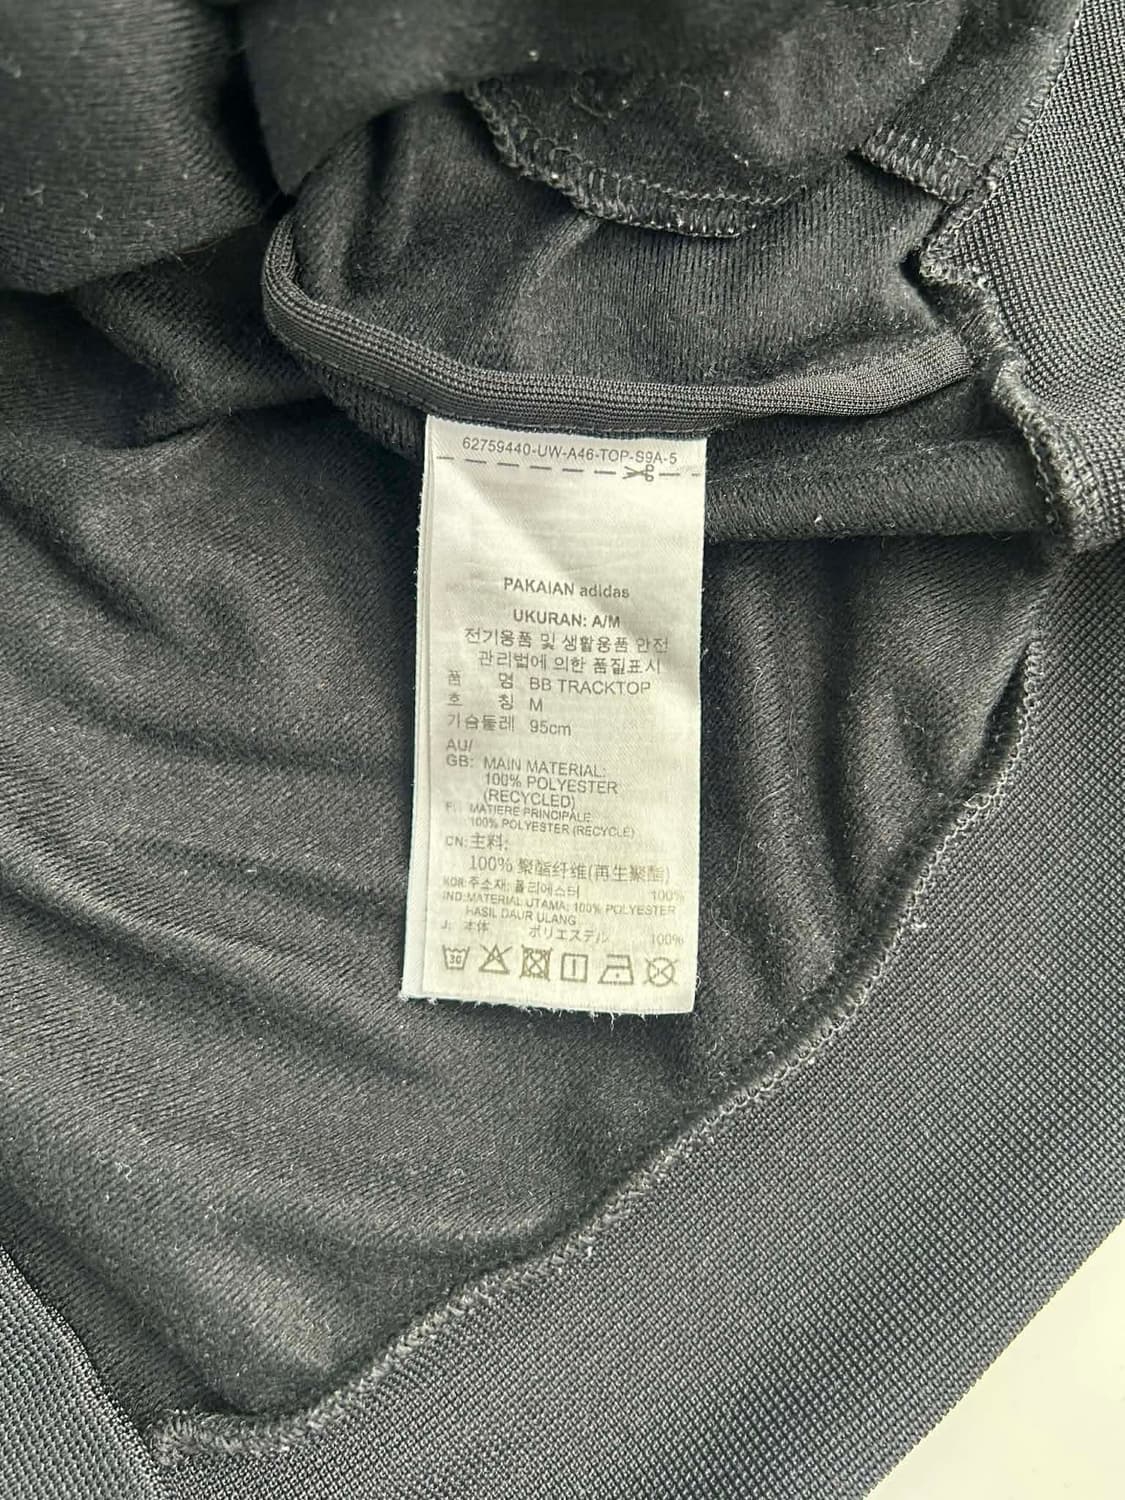 62759440-UW-A46-TOP-S9A-5
PAKAIAN adidas
UKURAN: A/M
전기용품 및 생활용품 안전
관리법에 의한 품질표시
품 명 BB TRACKTOP
호 칭 M
가슴둘레 95cm
AU/
GB: MAIN MATERIAL:
100% POLYESTER
(RECYCLED)
F: MATIERE PRINCIPALE
100% POLYESTER (RECYCLE)
CN: 主料:
100% 聚酯纤维(再生聚酯)
KOR: 주소재: 폴리에스터 100%
IND: MATERIAL UTAMA: 100% POLYESTER
HASIL DAUR ULANG
J: 本体 ポリエステル 100%
30